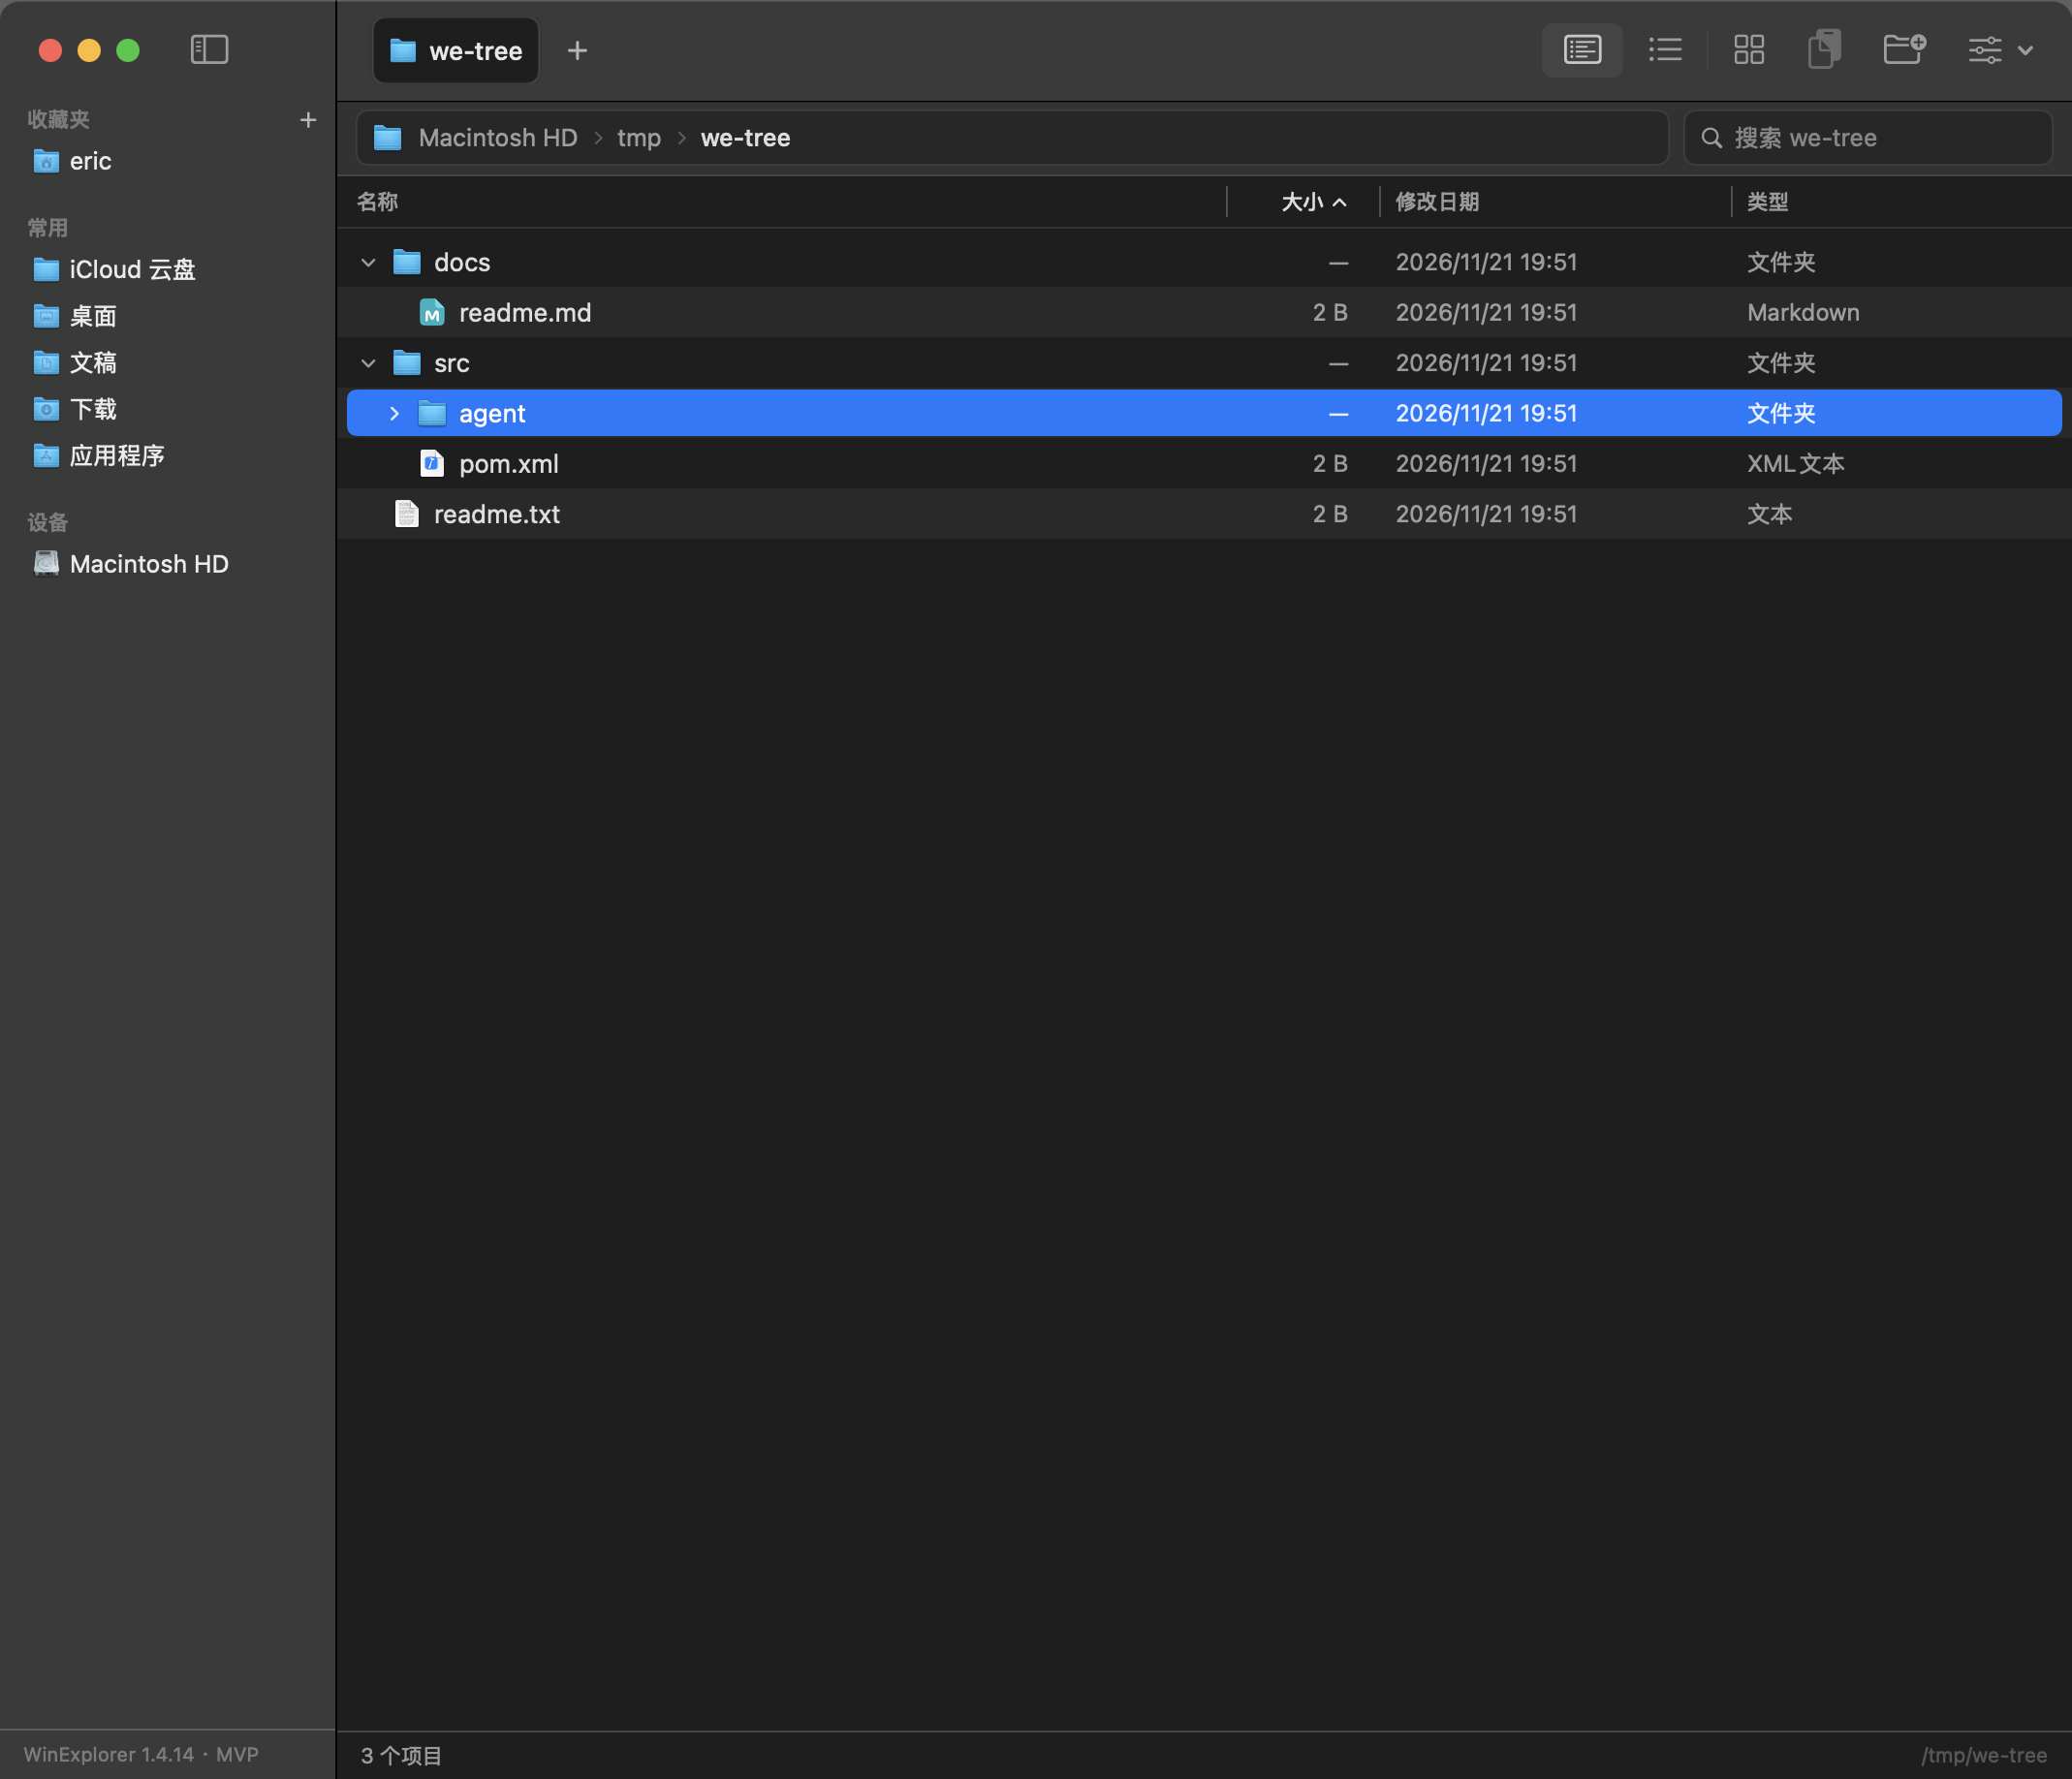 we-tree
收藏夹
eric
常用
iCloud 云盘
桌面
文稿
下载
应用程序
设备
Macintosh HD
WinExplorer 1.4.14 · MVP
Macintosh HD › tmp › we-tree
搜索 we-tree
名称 大小 修改日期 类型
docs — 2026/11/21 19:51 文件夹
readme.md 2 B 2026/11/21 19:51 Markdown
src — 2026/11/21 19:51 文件夹
agent — 2026/11/21 19:51 文件夹
pom.xml 2 B 2026/11/21 19:51 XML 文本
readme.txt 2 B 2026/11/21 19:51 文本
3 个项目
/tmp/we-tree